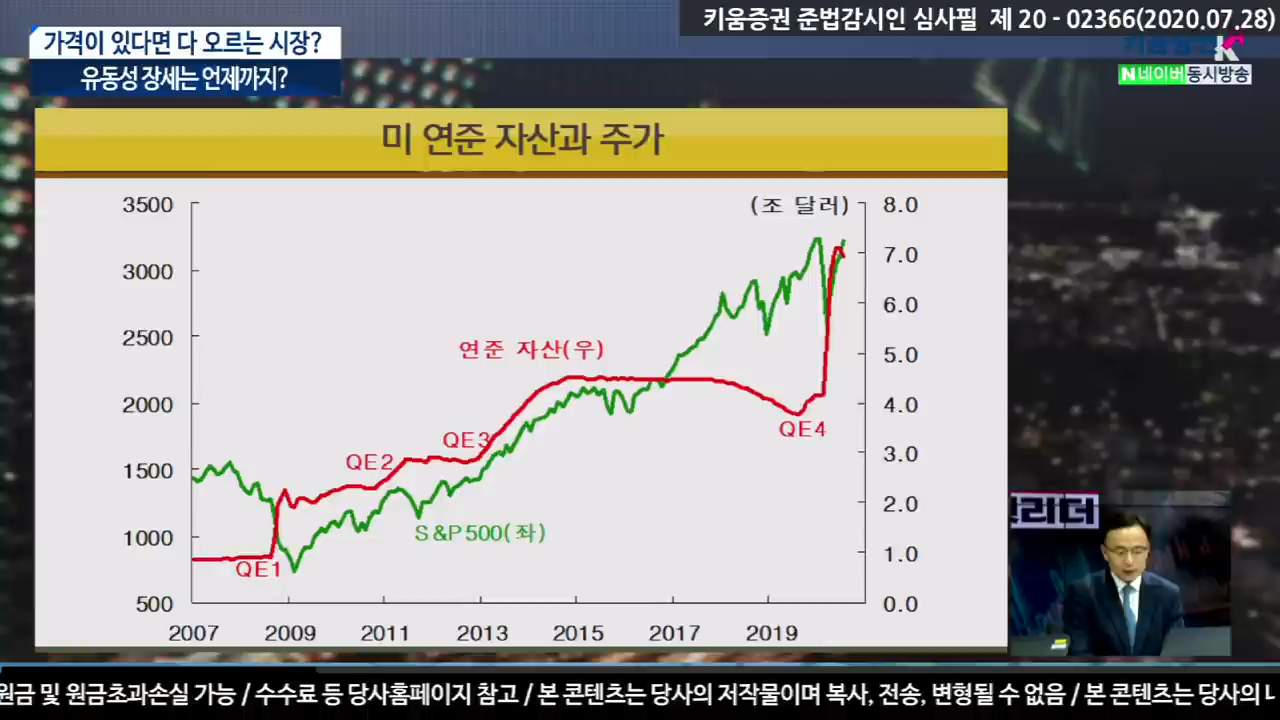 키움증권 준법감시인 심사필 제 20 - 02366(2020.07.28)
가격이 있다면 다 오르는 시장?
유동성 장세는 언제까지?
N 네이버 동시방송
미 연준 자산과 주가
(조 달러)
3500
3000
2500
2000
1500
1000
500
8.0
7.0
6.0
5.0
4.0
3.0
2.0
1.0
0.0
연준 자산(우)
QE1
QE2
QE3
QE4
S&P500(좌)
2007 2009 2011 2013 2015 2017 2019
리더
원금 및 원금초과손실 가능 / 수수료 등 당사홈페이지 참고 / 본 콘텐츠는 당사의 저작물이며 복사, 전송, 변형될 수 없음 / 본 콘텐츠는 당사의